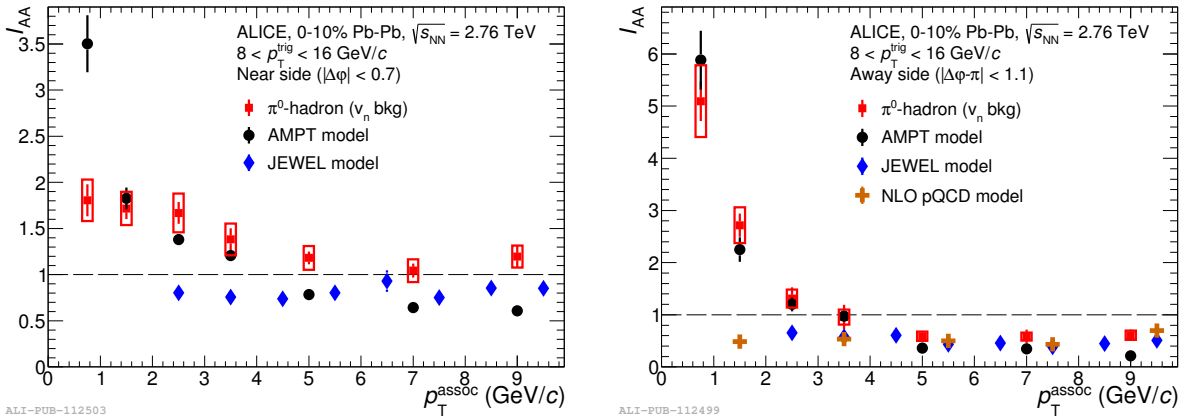 I_AA
3.5
3
2.5
2
1.5
1
0.5
0
0 1 2 3 4 5 6 7 8 9
p_T^assoc (GeV/c)
ALICE, 0-10% Pb-Pb, √s_NN = 2.76 TeV
8 < p_T^trig < 16 GeV/c
Near side (|Δφ| < 0.7)
π⁰-hadron (v_n bkg)
AMPT model
JEWEL model
ALI-PUB-112503
I_AA
6
5
4
3
2
1
0
0 1 2 3 4 5 6 7 8 9
p_T^assoc (GeV/c)
ALICE, 0-10% Pb-Pb, √s_NN = 2.76 TeV
8 < p_T^trig < 16 GeV/c
Away side (|Δφ-π| < 1.1)
π⁰-hadron (v_n bkg)
AMPT model
JEWEL model
NLO pQCD model
ALI-PUB-112499